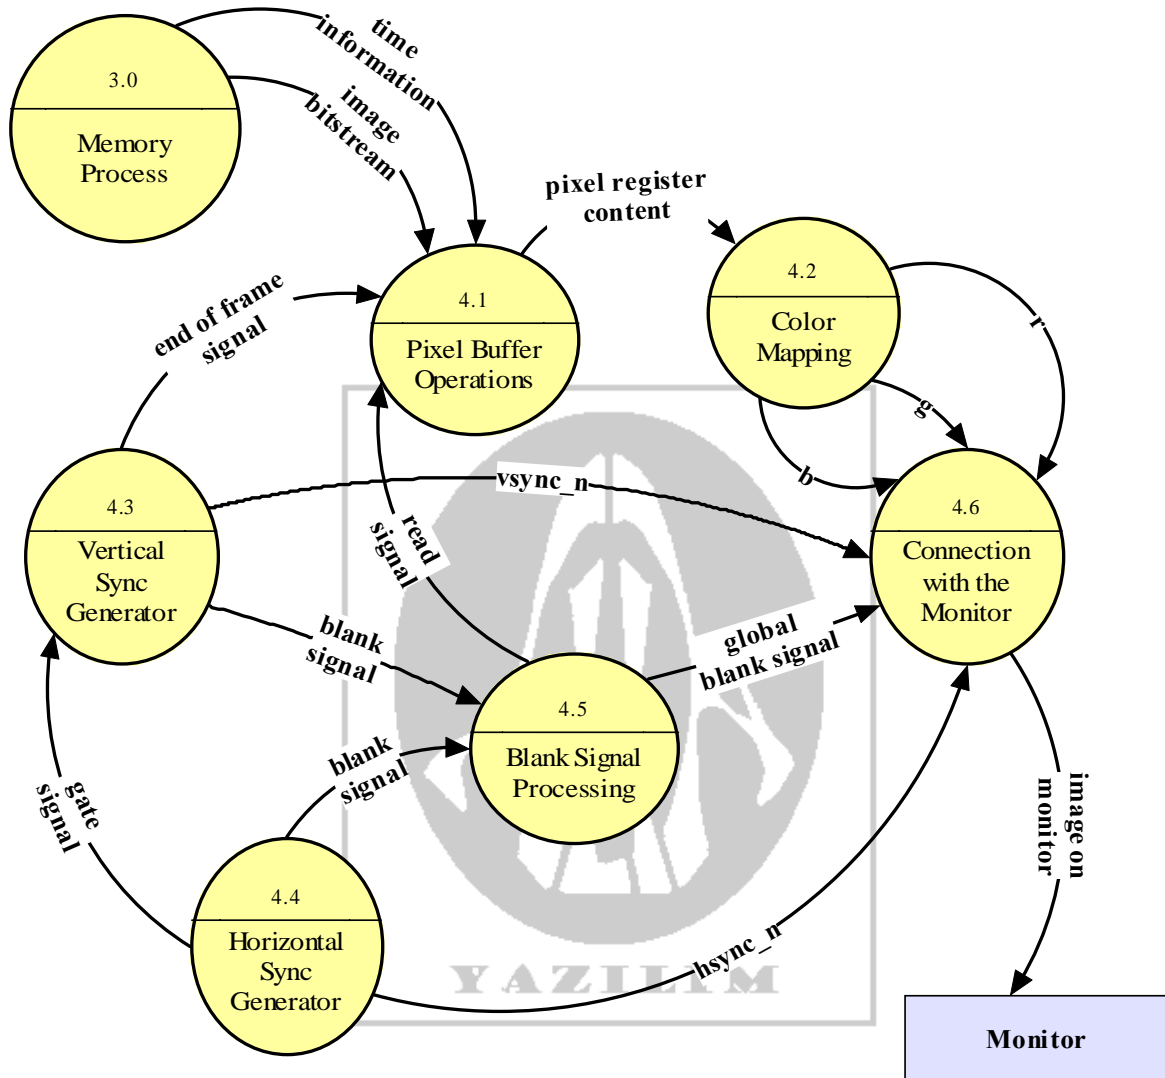 time
information
3.0
Memory
Process
image
bitstream
pixel register
content
4.2
Color
Mapping
4.1
Pixel Buffer
Operations
end of frame
signal
r
g
b
vsync_n
4.3
Vertical
Sync
Generator
4.6
Connection
with the
Monitor
read
signal
blank
signal
global
blank signal
4.5
Blank Signal
Processing
blank
signal
gate
signal
image on
monitor
4.4
Horizontal
Sync
Generator
hsync_n
YAZILIM
Monitor